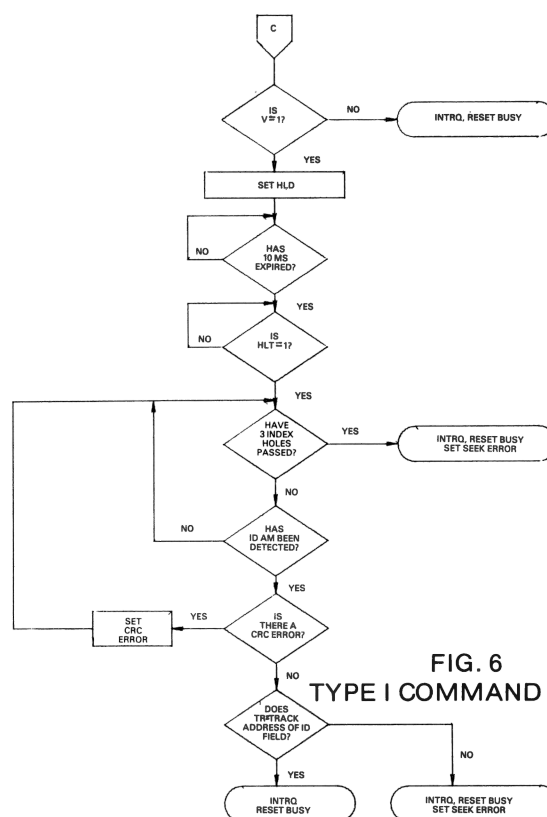 C
IS
V=1?
NO
INTRQ, RESET BUSY
YES
SET HLD
HAS
10 MS
EXPIRED?
NO
YES
IS
HLT=1?
NO
YES
HAVE
3 INDEX
HOLES
PASSED?
YES
INTRQ, RESET BUSY
SET SEEK ERROR
NO
HAS
ID AM BEEN
DETECTED?
NO
YES
IS
THERE A
CRC ERROR?
YES
SET
CRC
ERROR
NO
FIG. 6
TYPE I COMMAND
DOES
TR=TRACK
ADDRESS OF ID
FIELD?
NO
YES
INTRQ
RESET BUSY
INTRQ, RESET BUSY
SET SEEK ERROR